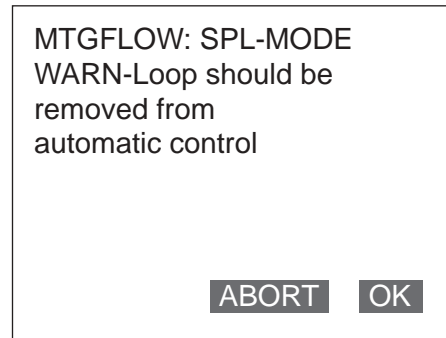 MTGFLOW: SPL-MODE
WARN-Loop should be
removed from
automatic control
ABORT OK